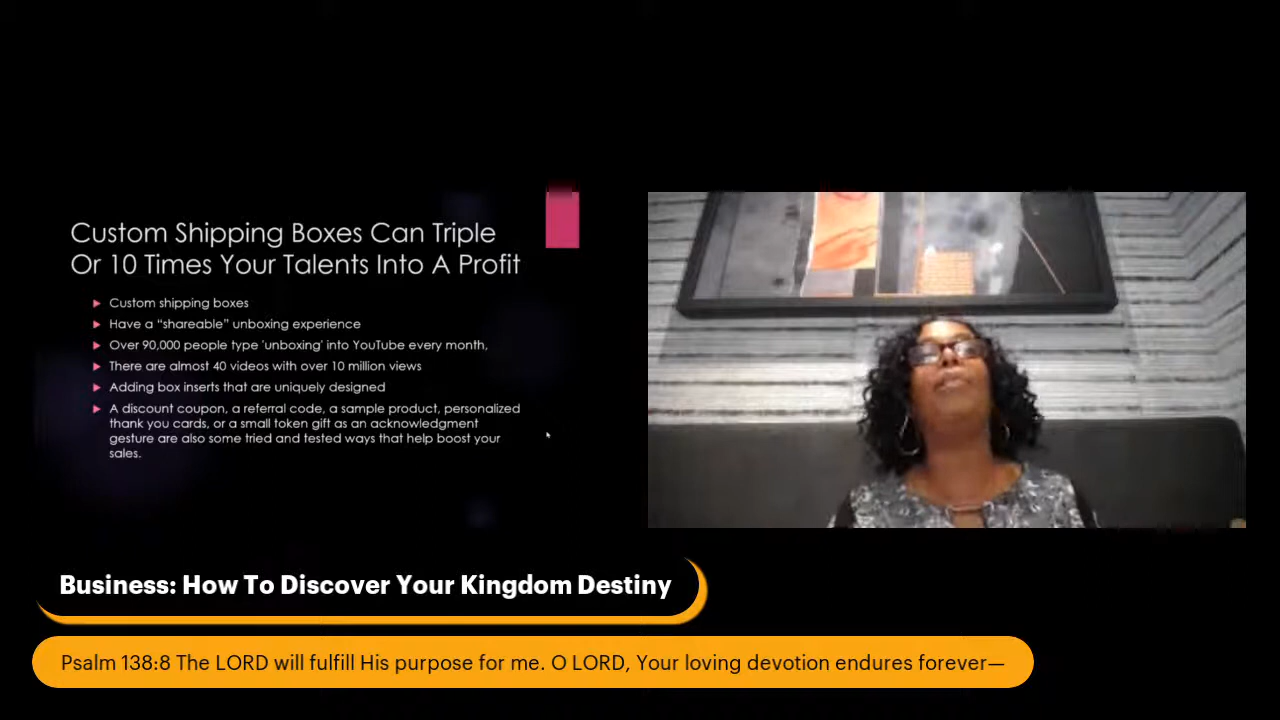 Custom Shipping Boxes Can Triple
Or 10 Times Your Talents Into A Profit
Custom shipping boxes
Have a “shareable” unboxing experience
Over 90,000 people type 'unboxing' into YouTube every month,
There are almost 40 videos with over 10 million views
Adding box inserts that are uniquely designed
A discount coupon, a referral code, a sample product, personalized
thank you cards, or a small token gift as an acknowledgment
gesture are also some tried and tested ways that help boost your
sales.
Business: How To Discover Your Kingdom Destiny
Psalm 138:8 The LORD will fulfill His purpose for me. O LORD, Your loving devotion endures forever—